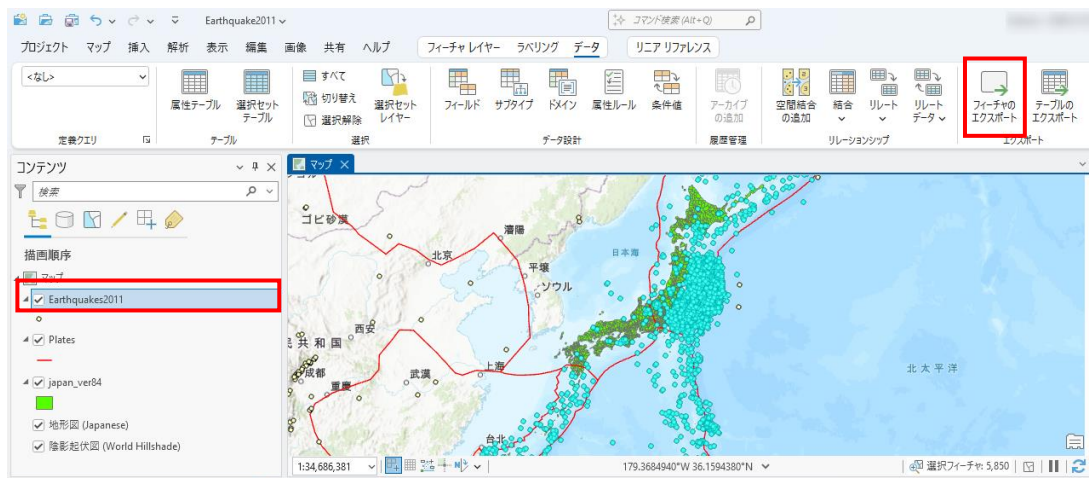 Earthquake2011
コマンド検索 (Alt+Q)
プロジェクト マップ 挿入 解析 表示 編集 画像 共有 ヘルプ フィーチャ レイヤー ラベリング データ リニア リファレンス
<なし>
定義クエリ
属性テーブル
選択セット
テーブル
テーブル
すべて
切り替え
選択解除
選択セット
レイヤー
選択
フィールド サブタイプ ドメイン 属性ルール 条件値
データ設計
アーカイブ
の追加
履歴管理
空間結合
の追加
結合
リレート
リレート
データ
リレーションシップ
フィーチャの
エクスポート
テーブルの
エクスポート
エクスポート
コンテンツ
検索
描画順序
マップ
Earthquakes2011
Plates
japan_ver84
地形図 (Japanese)
陰影起伏図 (World Hillshade)
マップ
ゴビ砂漠
瀋陽
北京
平壌
ソウル
日本海
西安
共和国
成都
重慶
武漢
上海
台北
北太平洋
1:34,686,381
179.3684940°W 36.1594380°N
選択フィーチャ: 5,850